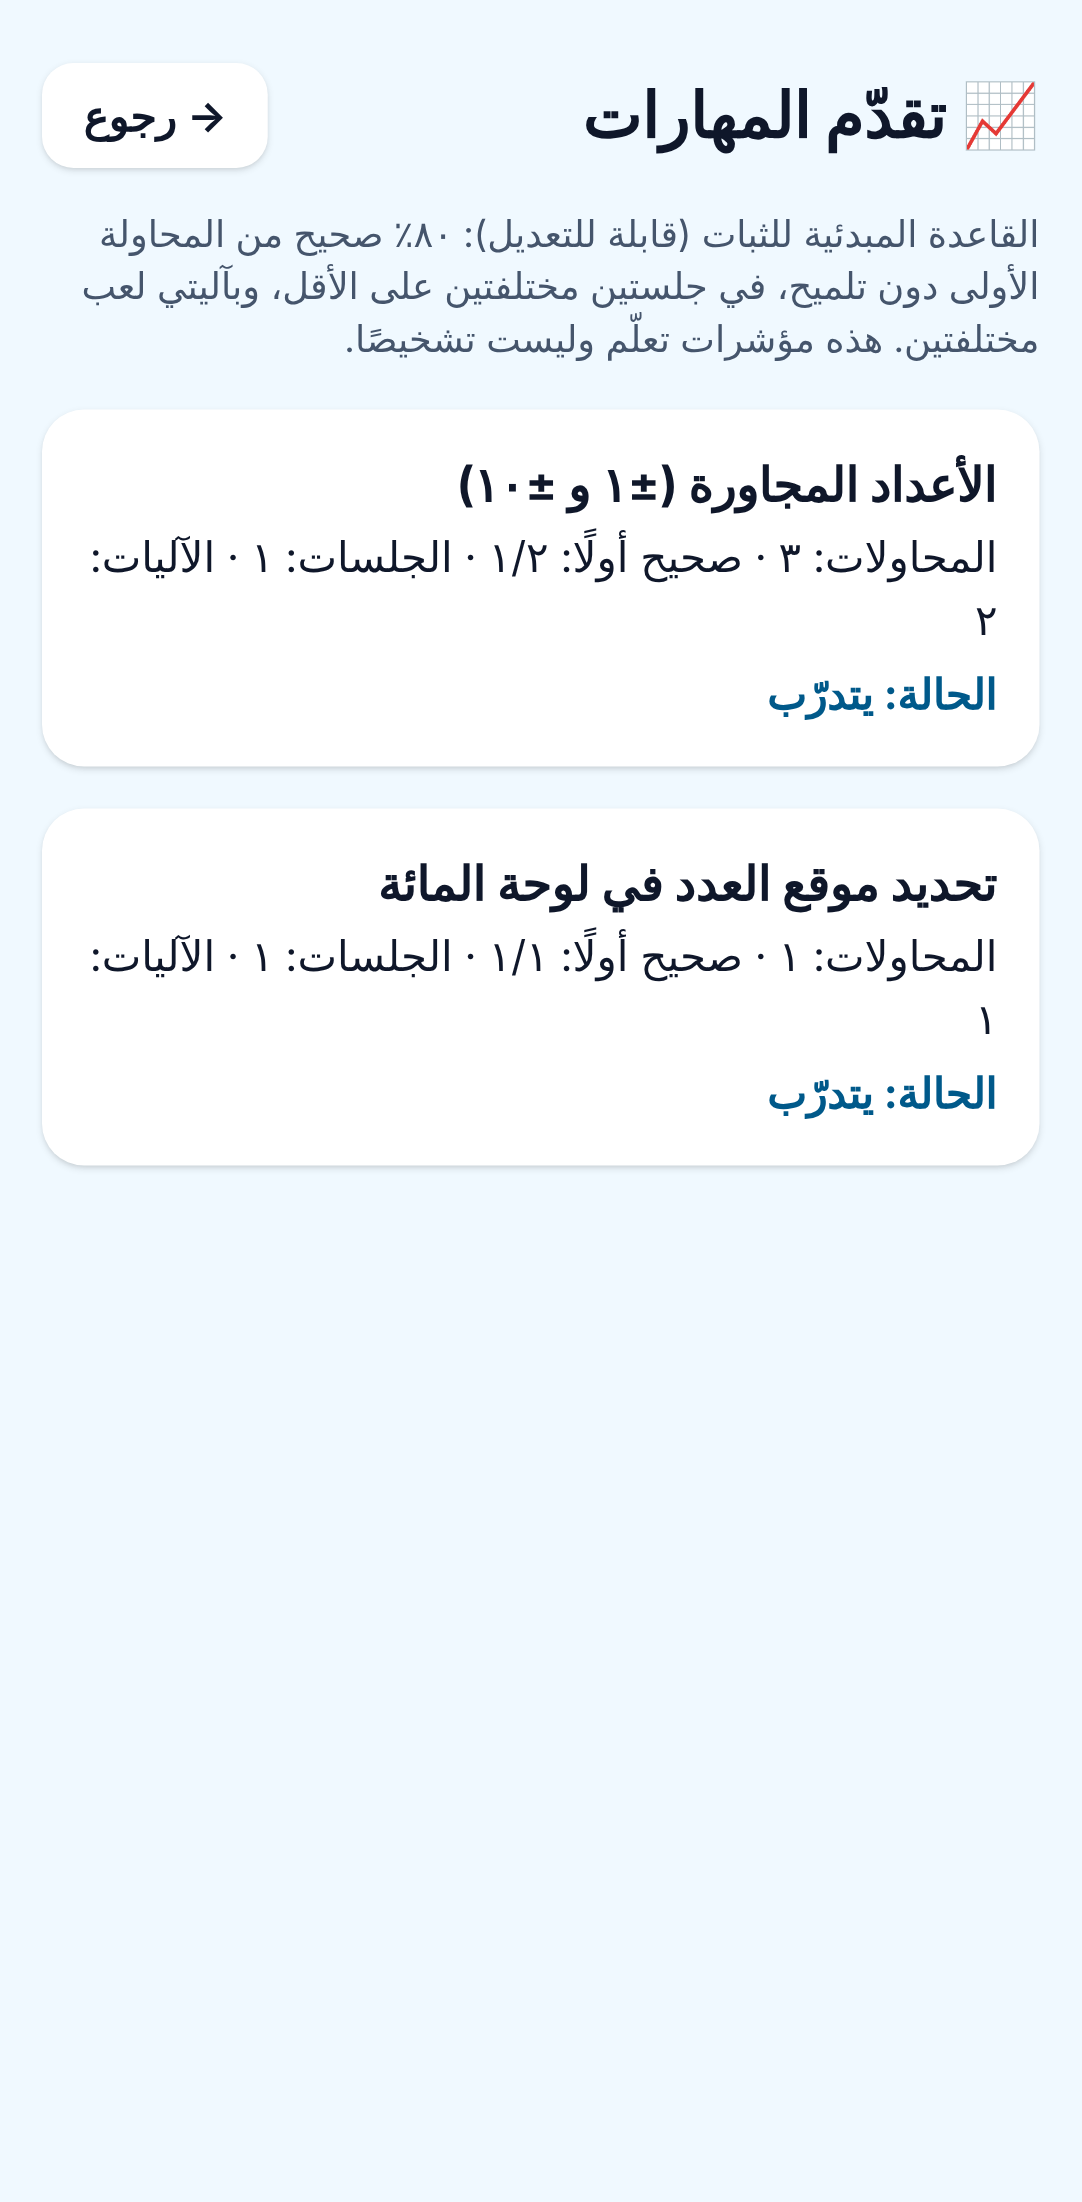 📈 تقدّم المهارات
→ رجوع
القاعدة المبدئية للثبات (قابلة للتعديل): ٨٠٪ صحيح من المحاولة
الأولى دون تلميح، في جلستين مختلفتين على الأقل، وبآليتي لعب
مختلفتين. هذه مؤشرات تعلّم وليست تشخيصًا.
الأعداد المجاورة (±١ و ±١٠)
المحاولات: ٣ · صحيح أولًا: ١/٢ · الجلسات: ١ · الآليات:
٢
الحالة: يتدرّب
تحديد موقع العدد في لوحة المائة
المحاولات: ١ · صحيح أولًا: ١/١ · الجلسات: ١ · الآليات:
١
الحالة: يتدرّب